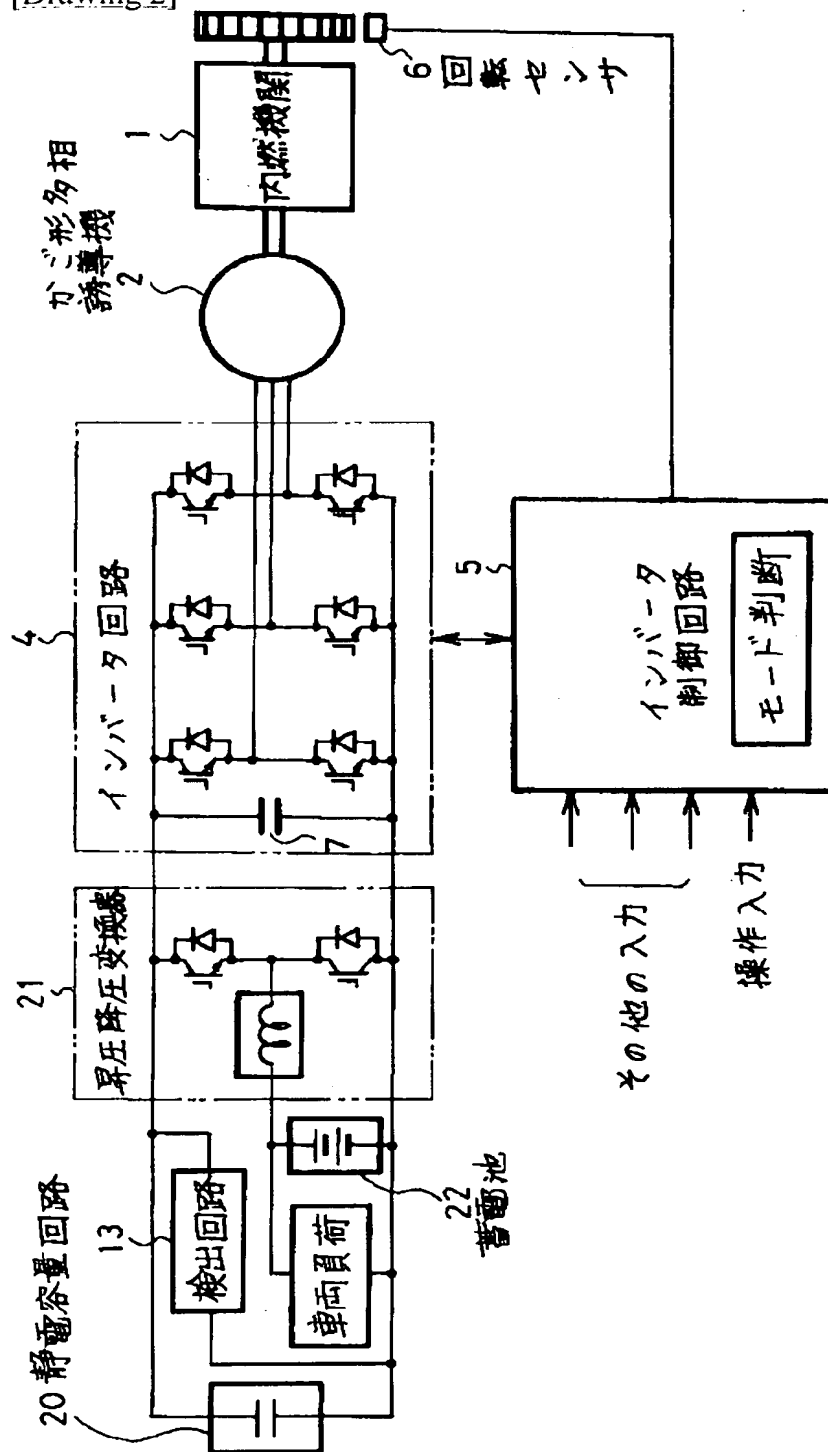 [Drawing 2]
20 静電容量回路
13
検出回路
車両負荷
22
蓄電池
21
昇圧降圧変換器
4
インバータ回路
7
かご形多相
誘導機
2
1
内燃機関
6 回転センサ
5
インバータ
制御回路
モード判断
その他の入力
操作入力